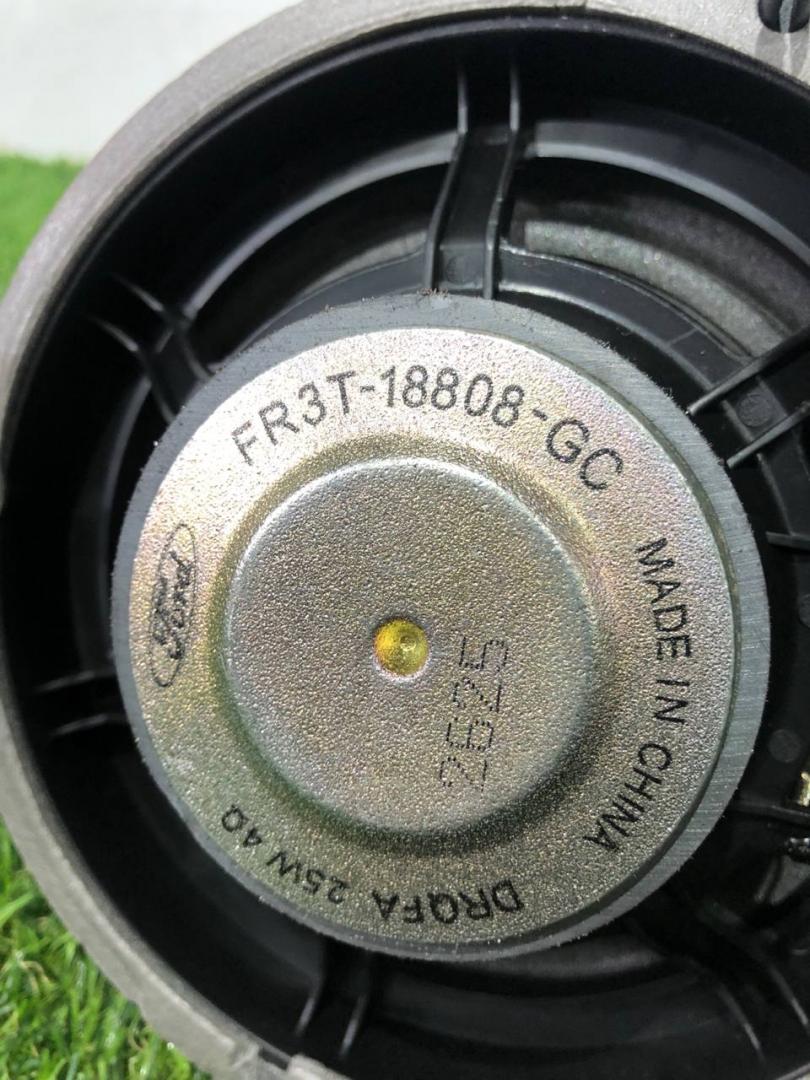 FR3T-18808-GC
MADE IN CHINA
DRQFA 25W 4Ω
Ford
2625